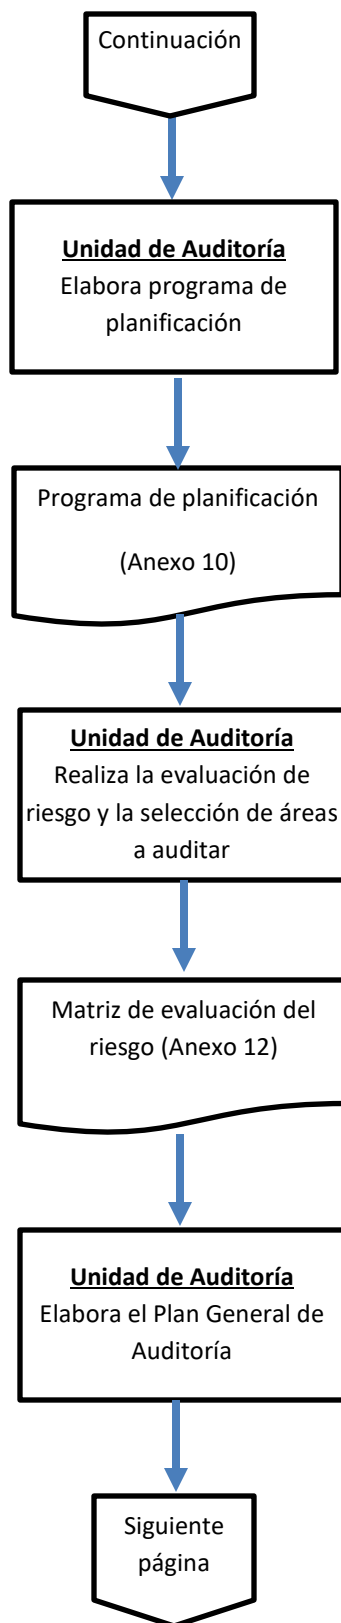 Continuación
Unidad de Auditoría
Elabora programa de
planificación
Programa de planificación
(Anexo 10)
Unidad de Auditoría
Realiza la evaluación de
riesgo y la selección de áreas
a auditar
Matriz de evaluación del
riesgo (Anexo 12)
Unidad de Auditoría
Elabora el Plan General de
Auditoría
Siguiente
página